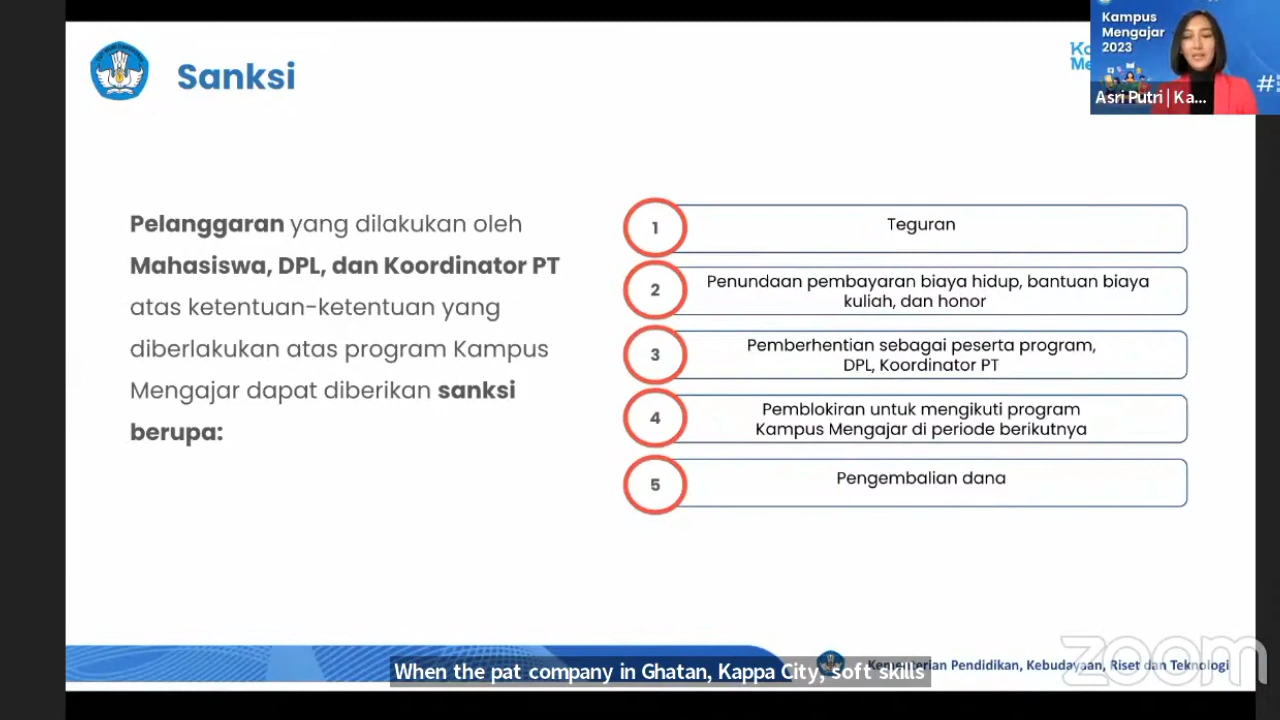 Sanksi
Kampus
Mengajar
2023
Asri Putri | Ka...
Pelanggaran yang dilakukan oleh
Mahasiswa, DPL, dan Koordinator PT
atas ketentuan-ketentuan yang
diberlakukan atas program Kampus
Mengajar dapat diberikan sanksi
berupa:
1
Teguran
2
Penundaan pembayaran biaya hidup, bantuan biaya
kuliah, dan honor
3
Pemberhentian sebagai peserta program,
DPL, Koordinator PT
4
Pemblokiran untuk mengikuti program
Kampus Mengajar di periode berikutnya
5
Pengembalian dana
zoom
Kementerian Pendidikan, Kebudayaan, Riset dan Teknologi
When the pat company in Ghatan, Kappa City, soft skills